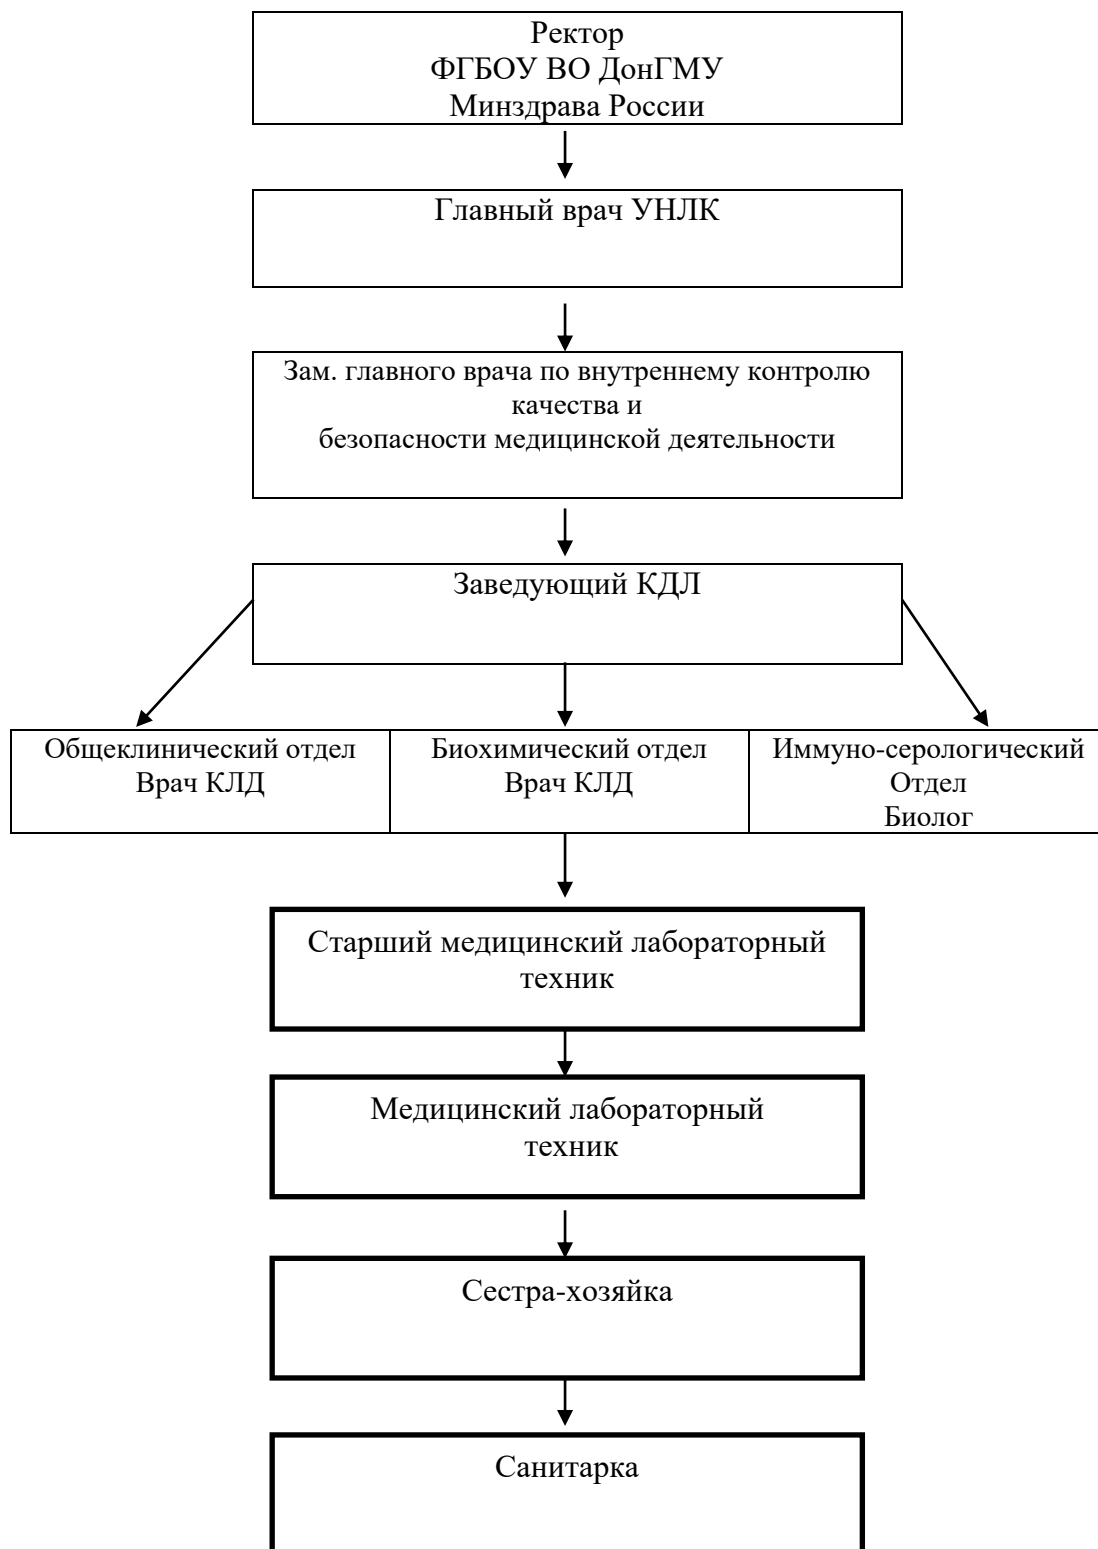 Ректор
ФГБОУ ВО ДонГМУ
Минздрава России
Главный врач УНЛК
Зам. главного врача по внутреннему контролю
качества и
безопасности медицинской деятельности
Заведующий КДЛ
Общеклинический отдел
Врач КЛД
Биохимический отдел
Врач КЛД
Иммуно-серологический
Отдел
Биолог
Старший медицинский лабораторный
техник
Медицинский лабораторный
техник
Сестра-хозяйка
Санитарка